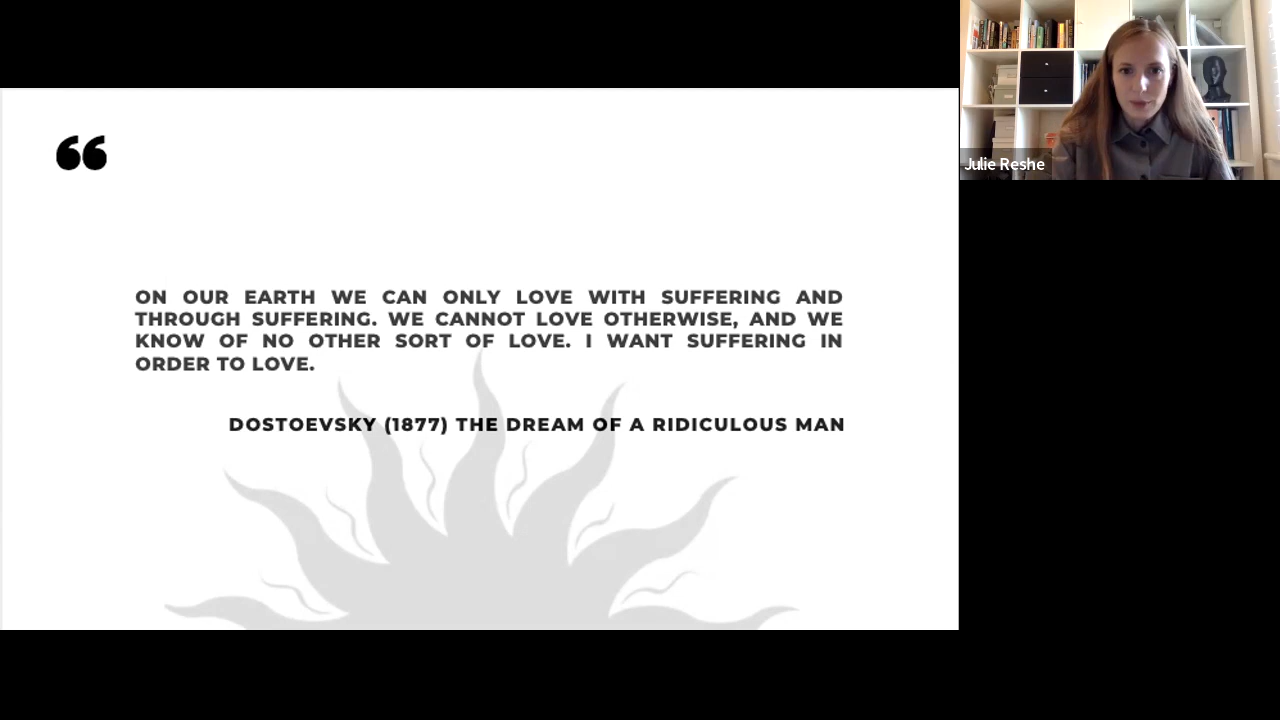 “
ON OUR EARTH WE CAN ONLY LOVE WITH SUFFERING AND
THROUGH SUFFERING. WE CANNOT LOVE OTHERWISE, AND WE
KNOW OF NO OTHER SORT OF LOVE. I WANT SUFFERING IN
ORDER TO LOVE.
DOSTOEVSKY (1877) THE DREAM OF A RIDICULOUS MAN
Julie Reshe